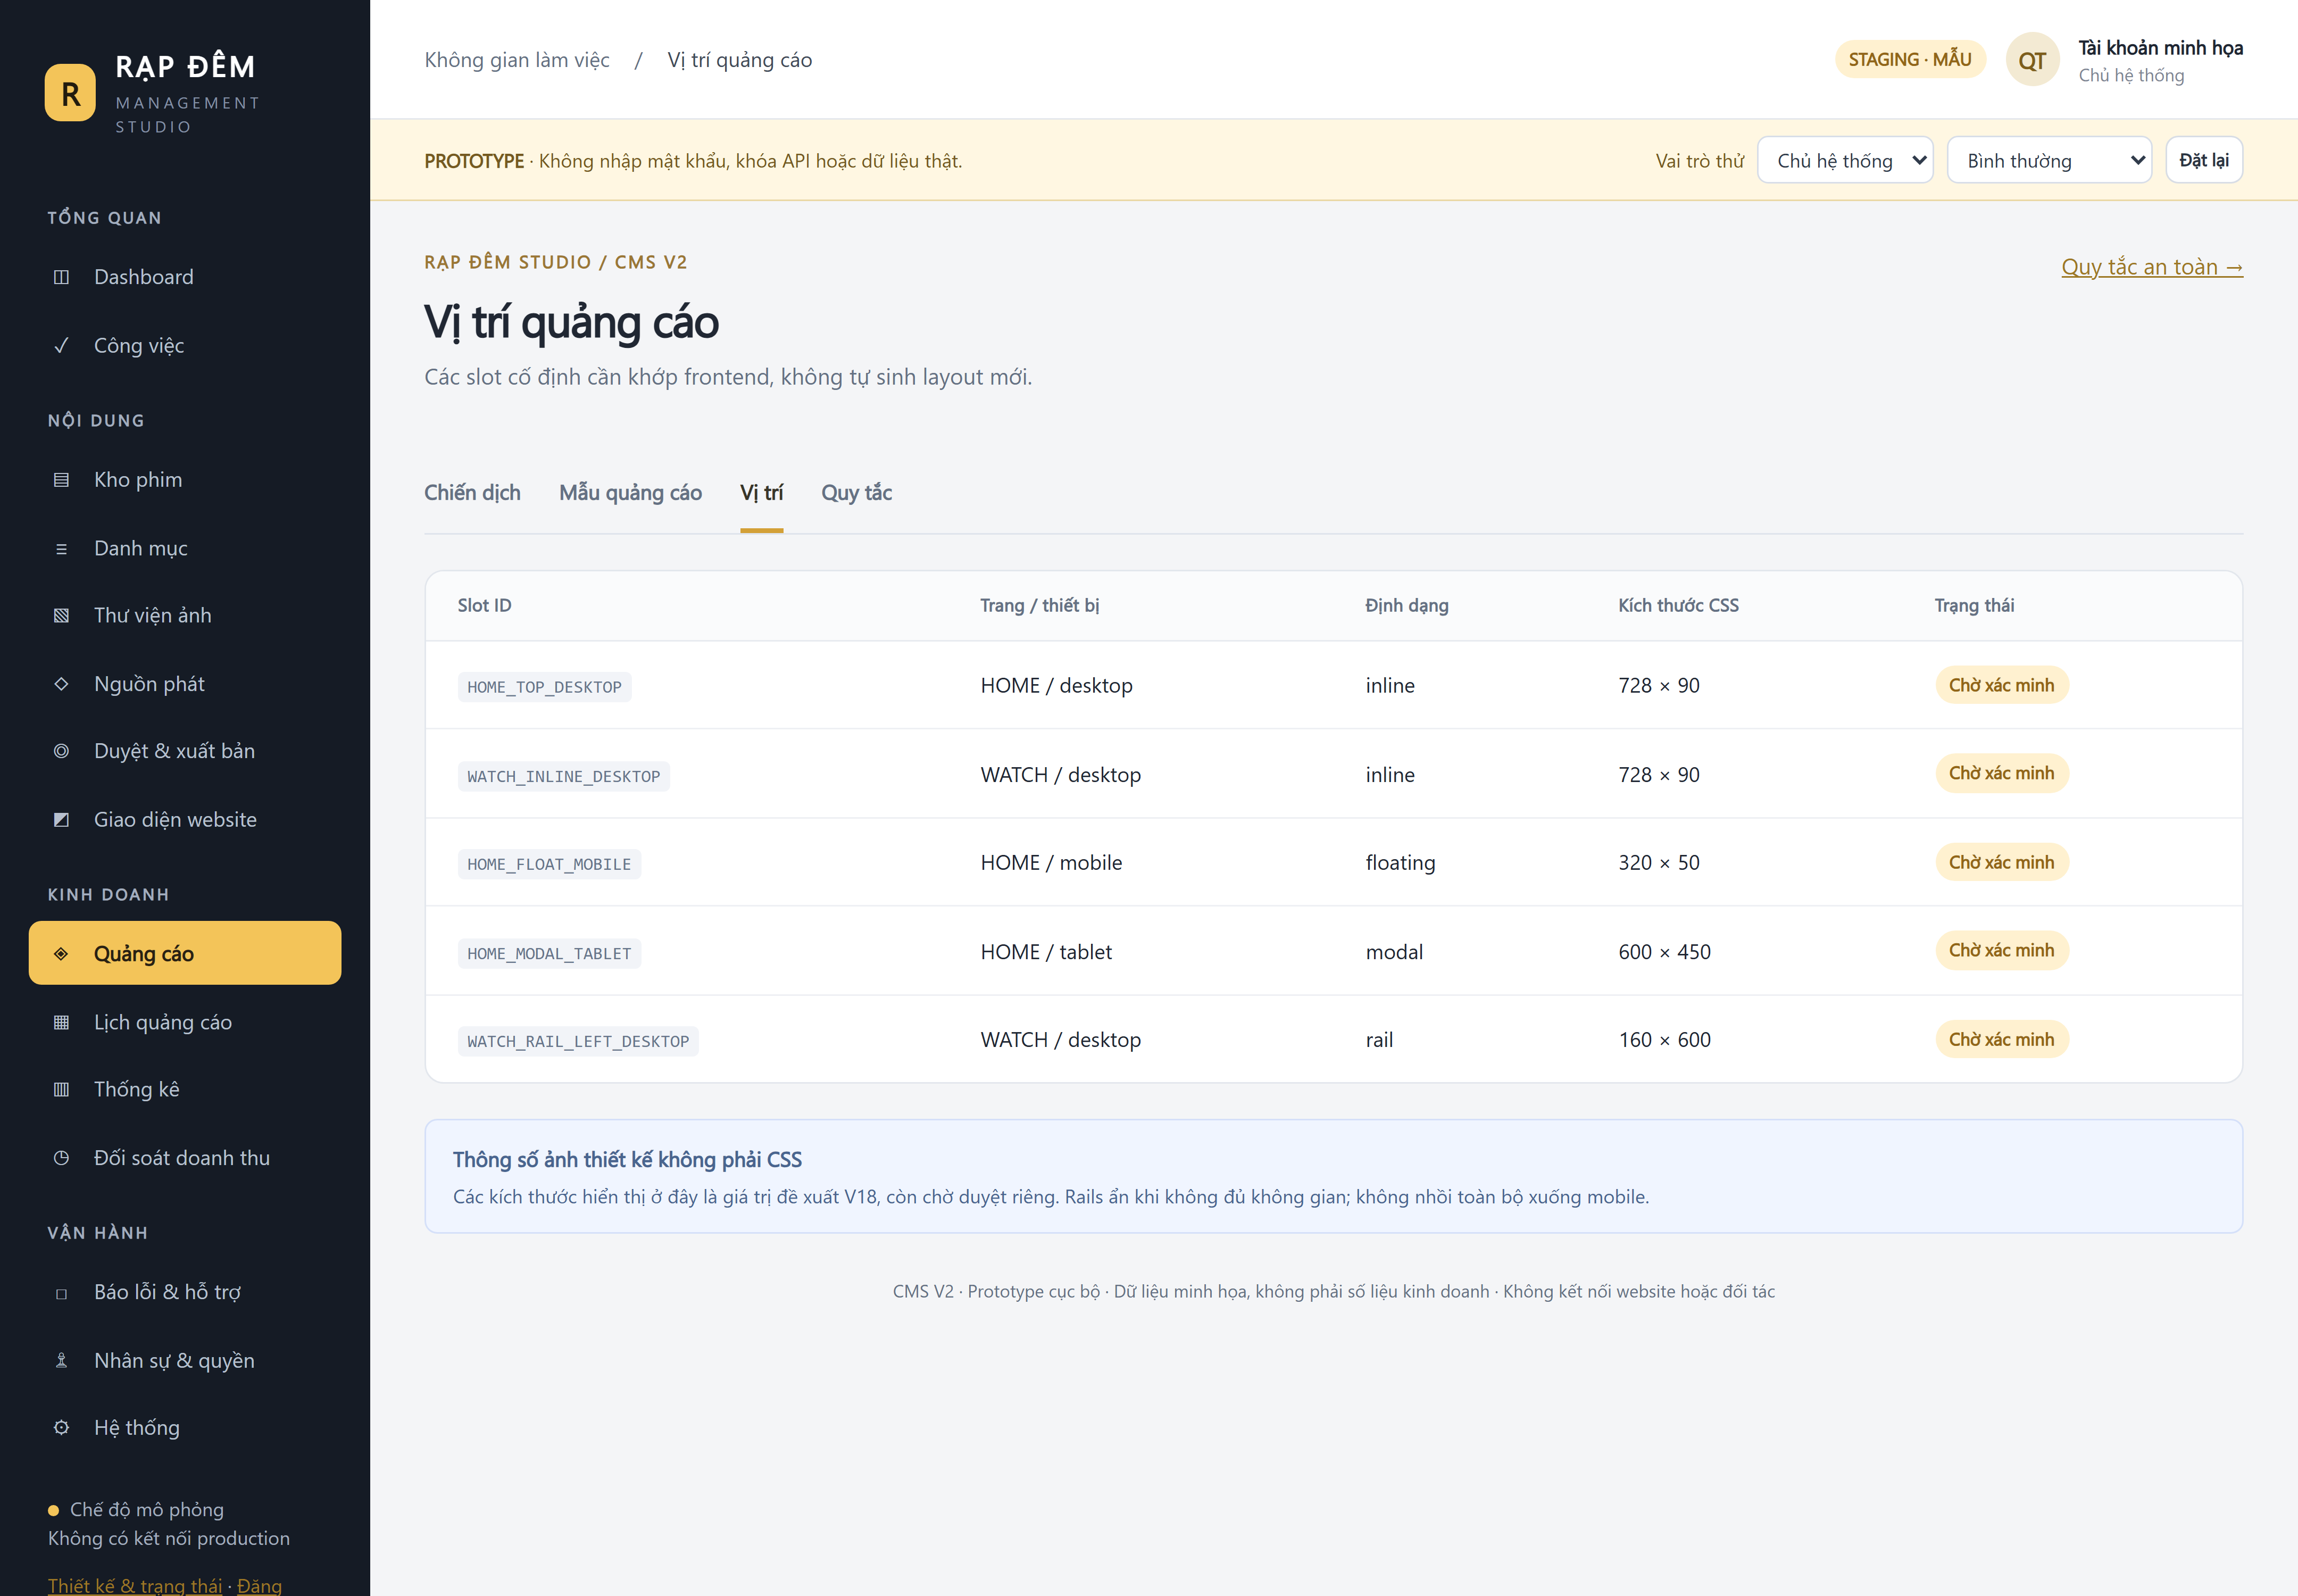 R
RẠP ĐÊM
MANAGEMENT
STUDIO
TỔNG QUAN
Dashboard
Công việc
NỘI DUNG
Kho phim
Danh mục
Thư viện ảnh
Nguồn phát
Duyệt & xuất bản
Giao diện website
KINH DOANH
Quảng cáo
Lịch quảng cáo
Thống kê
Đối soát doanh thu
VẬN HÀNH
Báo lỗi & hỗ trợ
Nhân sự & quyền
Hệ thống
Chế độ mô phỏng
Không có kết nối production
Thiết kế & trạng thái · Đăng
Không gian làm việc / Vị trí quảng cáo
STAGING · MẪU
QT
Tài khoản minh họa
Chủ hệ thống
PROTOTYPE · Không nhập mật khẩu, khóa API hoặc dữ liệu thật.
Vai trò thử
Chủ hệ thống
Bình thường
Đặt lại
RẠP ĐÊM STUDIO / CMS V2
Quy tắc an toàn →
Vị trí quảng cáo
Các slot cố định cần khớp frontend, không tự sinh layout mới.
Chiến dịch Mẫu quảng cáo Vị trí Quy tắc
Slot ID Trang / thiết bị Định dạng Kích thước CSS Trạng thái
HOME_TOP_DESKTOP HOME / desktop inline 728 × 90 Chờ xác minh
WATCH_INLINE_DESKTOP WATCH / desktop inline 728 × 90 Chờ xác minh
HOME_FLOAT_MOBILE HOME / mobile floating 320 × 50 Chờ xác minh
HOME_MODAL_TABLET HOME / tablet modal 600 × 450 Chờ xác minh
WATCH_RAIL_LEFT_DESKTOP WATCH / desktop rail 160 × 600 Chờ xác minh
Thông số ảnh thiết kế không phải CSS
Các kích thước hiển thị ở đây là giá trị đề xuất V18, còn chờ duyệt riêng. Rails ẩn khi không đủ không gian; không nhồi toàn bộ xuống mobile.
CMS V2 · Prototype cục bộ · Dữ liệu minh họa, không phải số liệu kinh doanh · Không kết nối website hoặc đối tác